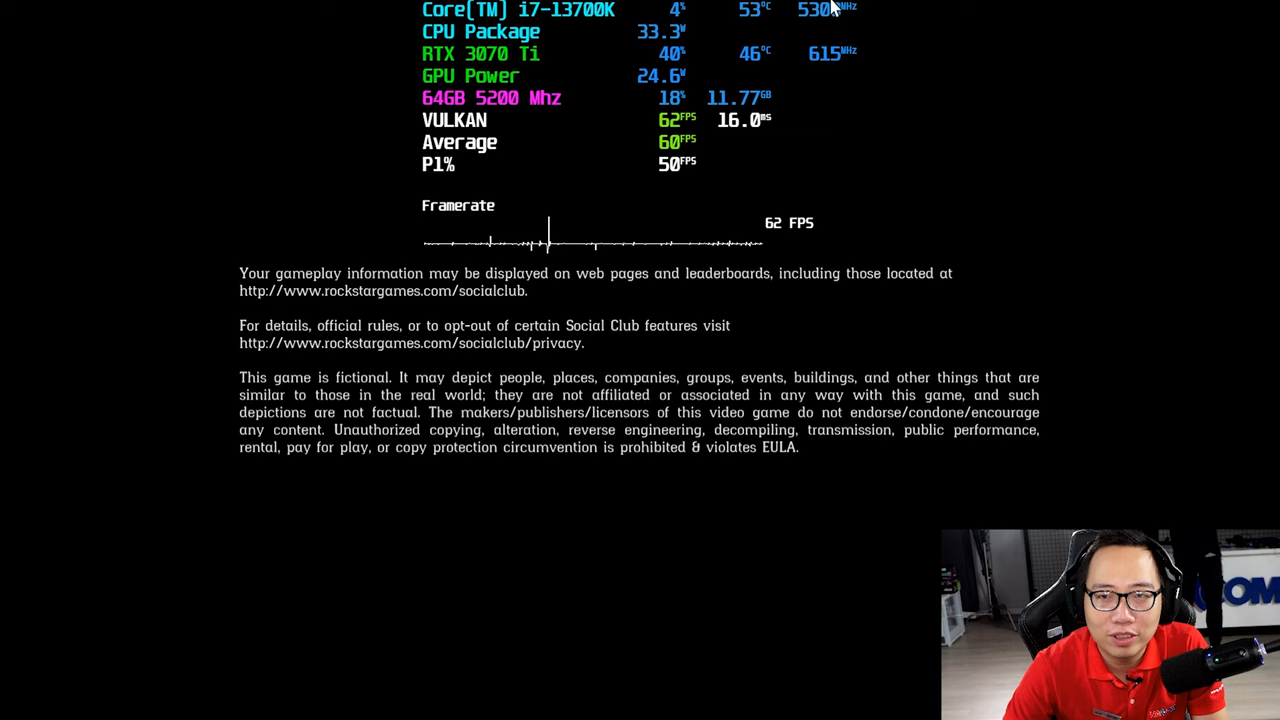 Core(TM) i7-13700K 4% 53°C 530 MHz
CPU Package 33.3W
RTX 3070 Ti 40% 46°C 615MHz
GPU Power 24.6W
64GB 5200 Mhz 18% 11.77GB
VULKAN 62FPS 16.0ms
Average 60FPS
P1% 50FPS
Framerate
62 FPS
Your gameplay information may be displayed on web pages and leaderboards, including those located at
http://www.rockstargames.com/socialclub.
For details, official rules, or to opt-out of certain Social Club features visit
http://www.rockstargames.com/socialclub/privacy.
This game is fictional. It may depict people, places, companies, groups, events, buildings, and other things that are
similar to those in the real world; they are not affiliated or associated in any way with this game, and such
depictions are not factual. The makers/publishers/licensors of this video game do not endorse/condone/encourage
any content. Unauthorized copying, alteration, reverse engineering, decompiling, transmission, public performance,
rental, pay for play, or copy protection circumvention is prohibited & violates EULA.
COM